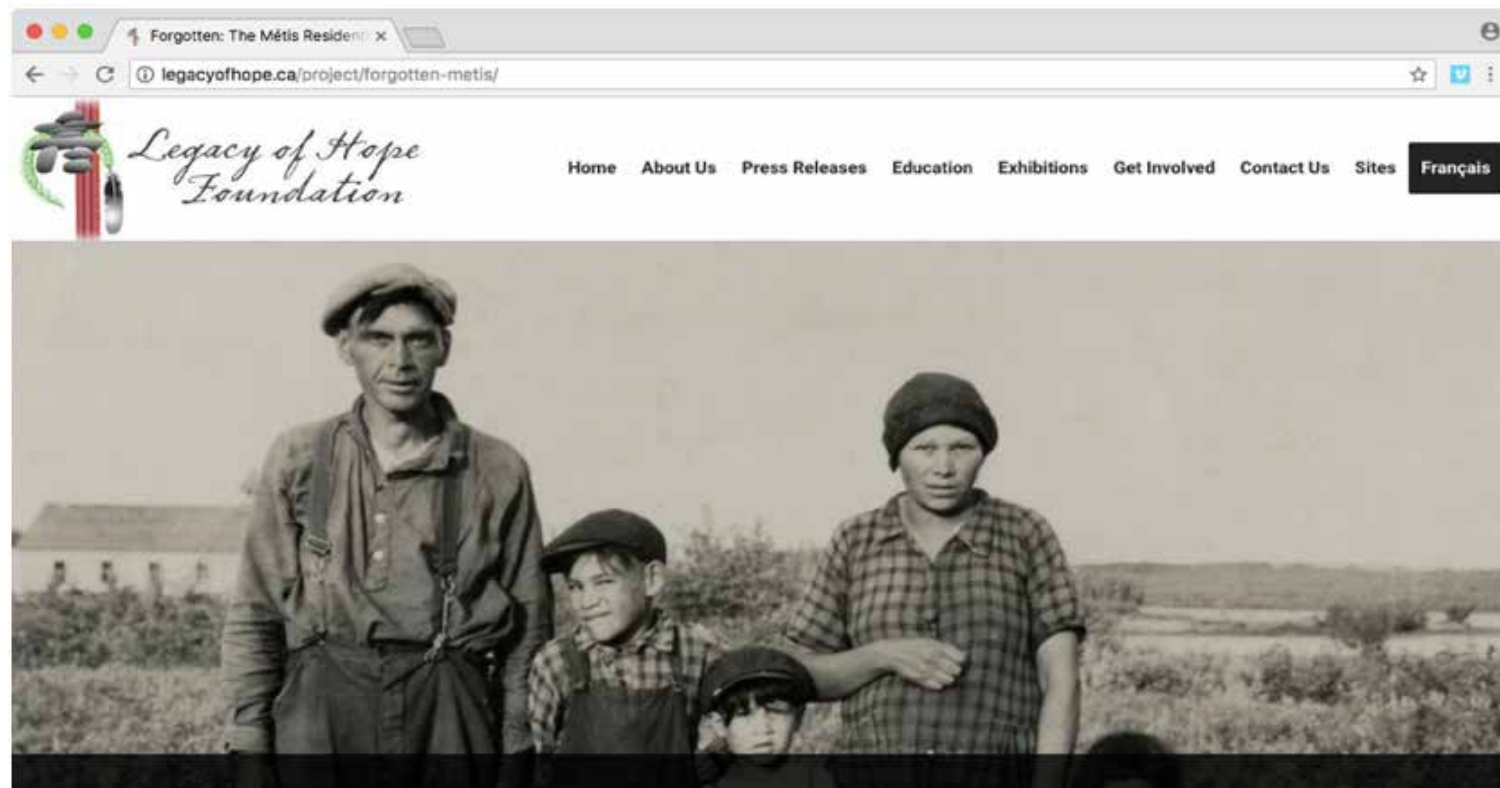 Forgotten: The Métis Resident
legacyofhope.ca/project/forgotten-metis/
Legacy of Hope
Foundation
Home About Us Press Releases Education Exhibitions Get Involved Contact Us Sites Français